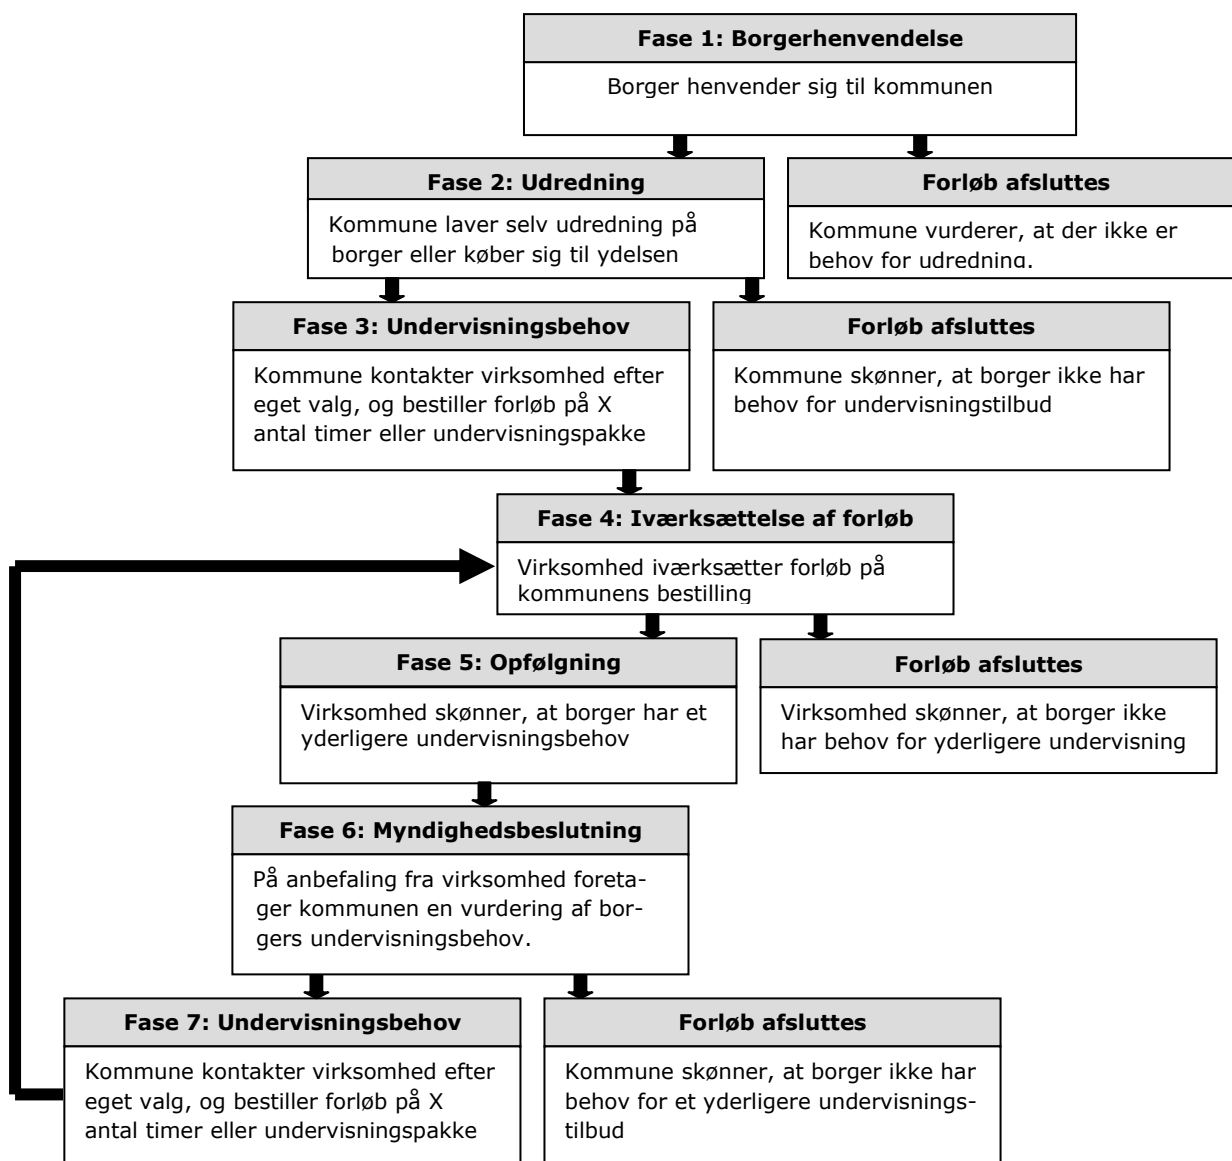 Fase 1: Borgerhenvendelse
Borger henvender sig til kommunen
Fase 2: Udredning
Kommune laver selv udredning på
borger eller køber sig til ydelsen
Forløb afsluttes
Kommune vurderer, at der ikke er
behov for udredning.
Fase 3: Undervisningsbehov
Kommune kontakter virksomhed efter
eget valg, og bestiller forløb på X
antal timer eller undervisningspakke
Forløb afsluttes
Kommune skønner, at borger ikke har
behov for undervisningstilbud
Fase 4: Iværksættelse af forløb
Virksomhed iværksætter forløb på
kommunens bestilling
Fase 5: Opfølgning
Virksomhed skønner, at borger har et
yderligere undervisningsbehov
Forløb afsluttes
Virksomhed skønner, at borger ikke
har behov for yderligere undervisning
Fase 6: Myndighedsbeslutning
På anbefaling fra virksomhed foreta-
ger kommunen en vurdering af bor-
gers undervisningsbehov.
Fase 7: Undervisningsbehov
Kommune kontakter virksomhed efter
eget valg, og bestiller forløb på X
antal timer eller undervisningspakke
Forløb afsluttes
Kommune skønner, at borger ikke har
behov for et yderligere undervisnings-
tilbud